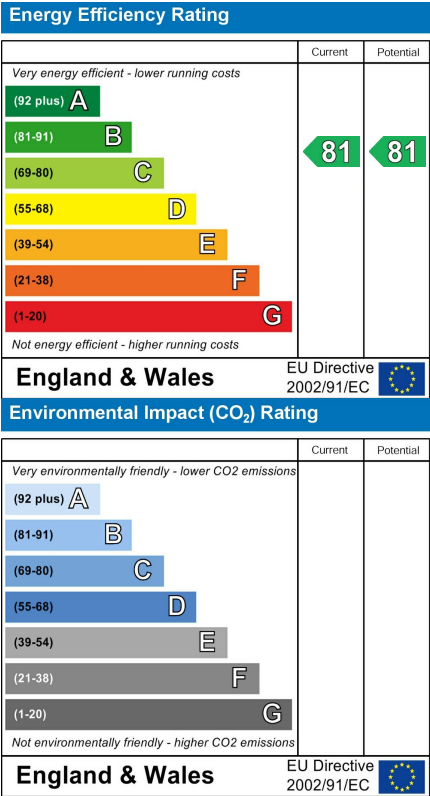 Energy Efficiency Rating
Current Potential
Very energy efficient - lower running costs
(92 plus) A
(81-91) B
81 81
(69-80) C
(55-68) D
(39-54) E
(21-38) F
(1-20) G
Not energy efficient - higher running costs
England & Wales
EU Directive
2002/91/EC
Environmental Impact (CO₂) Rating
Current Potential
Very environmentally friendly - lower CO2 emissions
(92 plus) A
(81-91) B
(69-80) C
(55-68) D
(39-54) E
(21-38) F
(1-20) G
Not environmentally friendly - higher CO2 emissions
England & Wales
EU Directive
2002/91/EC